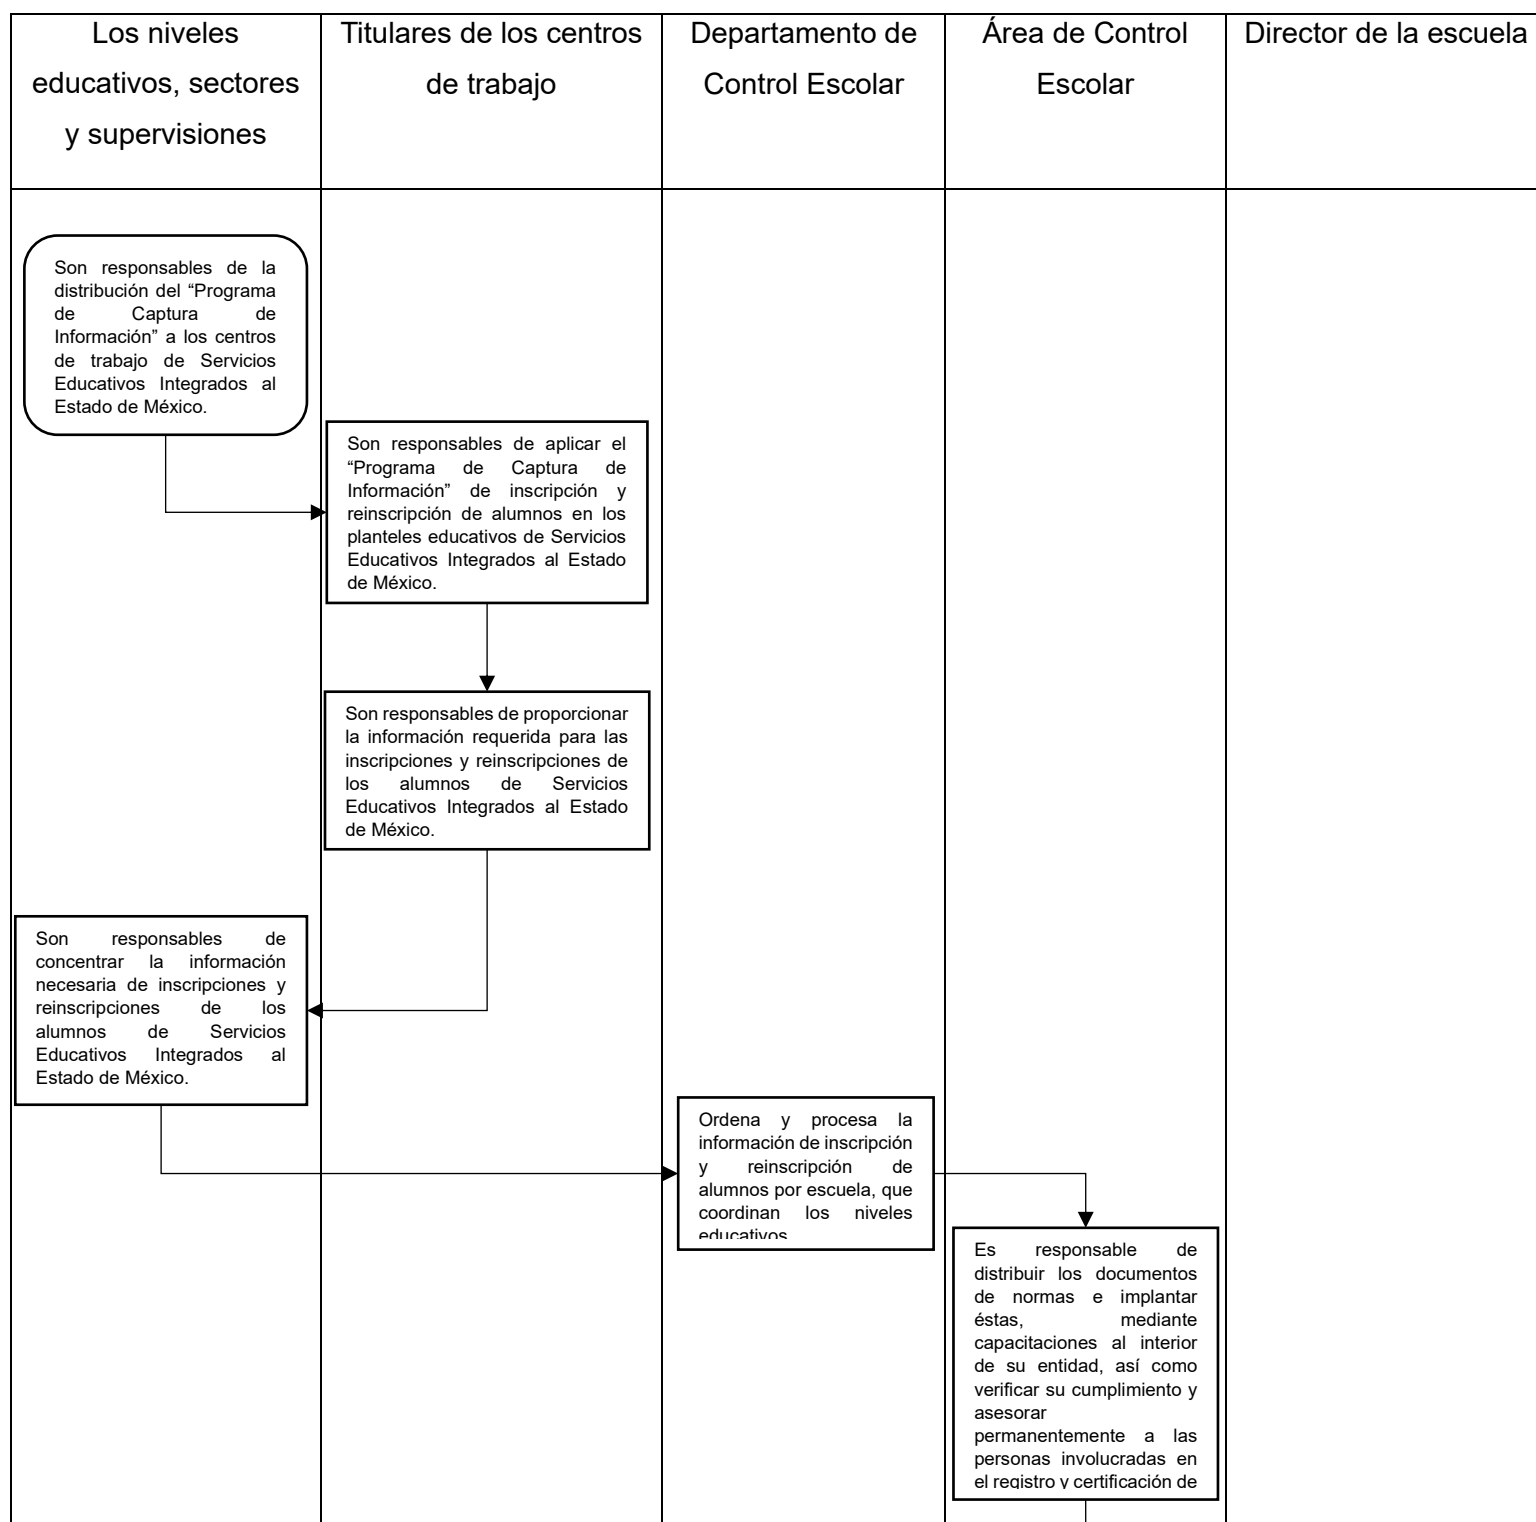 Los niveles
educativos, sectores
y supervisiones
Titulares de los centros
de trabajo
Departamento de
Control Escolar
Área de Control
Escolar
Director de la escuela
Son responsables de la
distribución del “Programa
de Captura de
Información” a los centros
de trabajo de Servicios
Educativos Integrados al
Estado de México.
Son responsables de aplicar el
“Programa de Captura de
Información” de inscripción y
reinscripción de alumnos en los
planteles educativos de Servicios
Educativos Integrados al Estado
de México.
Son responsables de proporcionar
la información requerida para las
inscripciones y reinscripciones de
los alumnos de Servicios
Educativos Integrados al Estado
de México.
Son responsables de
concentrar la información
necesaria de inscripciones y
reinscripciones de los
alumnos de Servicios
Educativos Integrados al
Estado de México.
Ordena y procesa la
información de inscripción
y reinscripción de
alumnos por escuela, que
coordinan los niveles
educativos.
Es responsable de
distribuir los documentos
de normas e implantar
éstas, mediante
capacitaciones al interior
de su entidad, así como
verificar su cumplimiento y
asesorar
permanentemente a las
personas involucradas en
el registro y certificación de